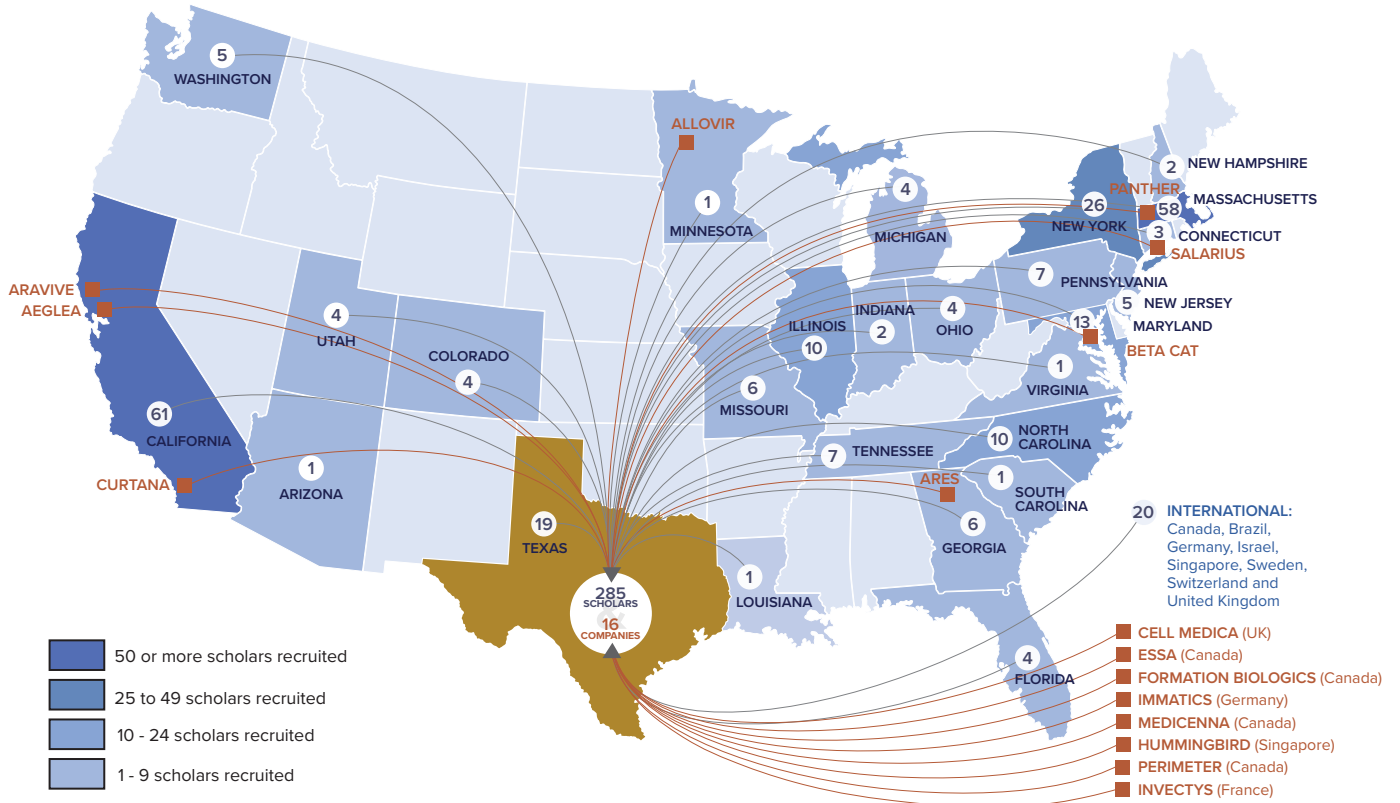 5
WASHINGTON
ALLOVIR
1
MINNESOTA
4
MICHIGAN
2
NEW HAMPSHIRE
PANTHER
58
MASSACHUSETTS
26
NEW YORK
3
CONNECTICUT
SALARIUS
7
PENNSYLVANIA
5
NEW JERSEY
13
MARYLAND
BETA CAT
ARAVIVE
AEGLEA
4
UTAH
COLORADO
4
ILLINOIS
10
INDIANA
2
4
OHIO
1
VIRGINIA
6
MISSOURI
61
CALIFORNIA
CURTANA
1
ARIZONA
10
NORTH
CAROLINA
7
TENNESSEE
ARES
1
SOUTH
CAROLINA
6
GEORGIA
19
TEXAS
1
LOUISIANA
285
SCHOLARS
&
16
COMPANIES
4
FLORIDA
20
INTERNATIONAL:
Canada, Brazil,
Germany, Israel,
Singapore, Sweden,
Switzerland and
United Kingdom
CELL MEDICA (UK)
ESSA (Canada)
FORMATION BIOLOGICS (Canada)
IMMATICS (Germany)
MEDICENNA (Canada)
HUMMINGBIRD (Singapore)
PERIMETER (Canada)
INVECTYS (France)
50 or more scholars recruited
25 to 49 scholars recruited
10 - 24 scholars recruited
1 - 9 scholars recruited